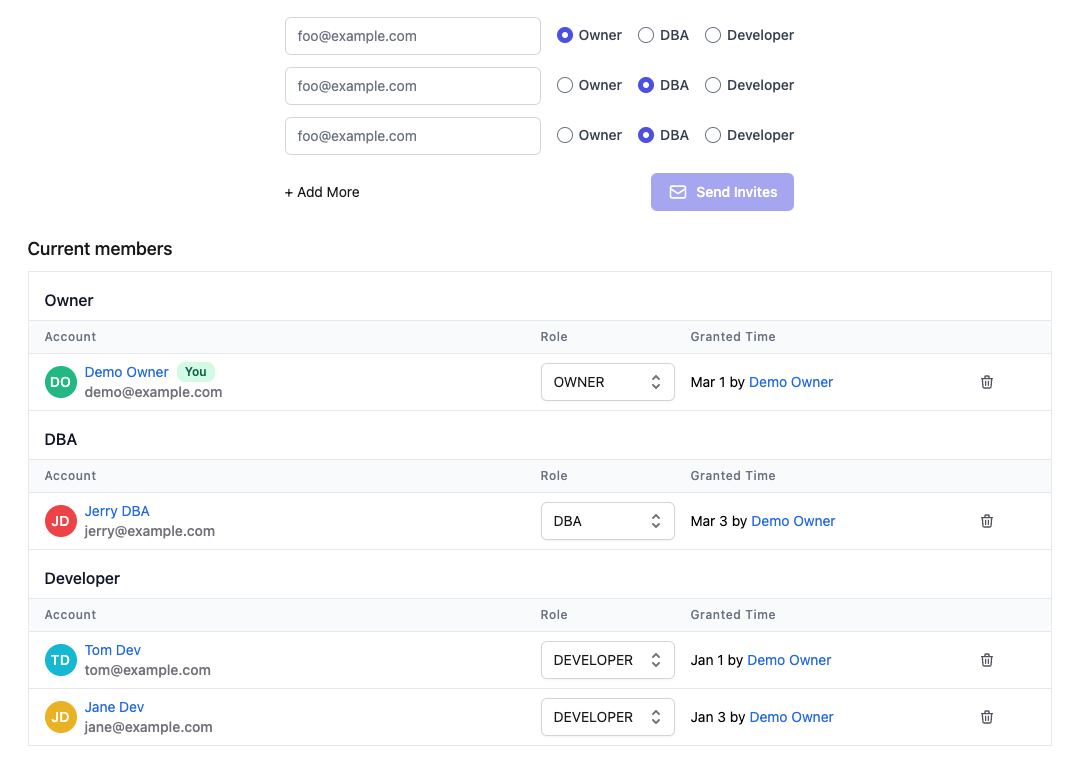 foo@example.com Owner DBA Developer
foo@example.com Owner DBA Developer
foo@example.com Owner DBA Developer
+ Add More Send Invites
Current members
Owner
Account Role Granted Time
DO Demo Owner You
demo@example.com OWNER Mar 1 by Demo Owner
DBA
Account Role Granted Time
JD Jerry DBA
jerry@example.com DBA Mar 3 by Demo Owner
Developer
Account Role Granted Time
TD Tom Dev
tom@example.com DEVELOPER Jan 1 by Demo Owner
JD Jane Dev
jane@example.com DEVELOPER Jan 3 by Demo Owner